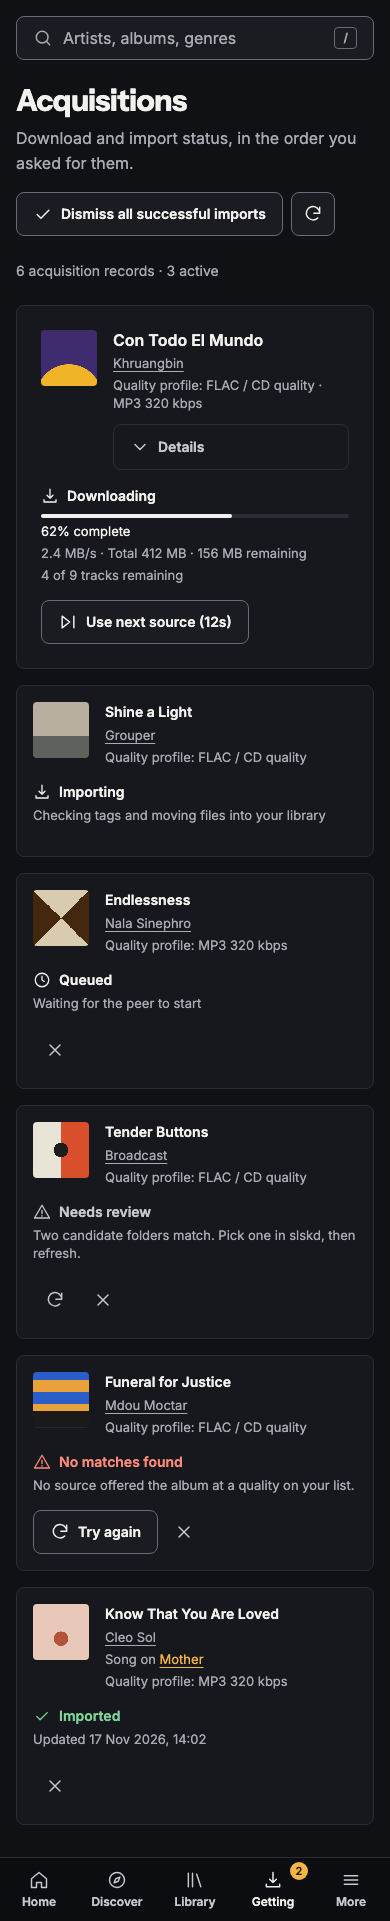 Artists, albums, genres
/
Acquisitions
Download and import status, in the order you
asked for them.
Dismiss all successful imports
6 acquisition records · 3 active
Con Todo El Mundo
Khruangbin
Quality profile: FLAC / CD quality ·
MP3 320 kbps
Details
Downloading
62% complete
2.4 MB/s · Total 412 MB · 156 MB remaining
4 of 9 tracks remaining
Use next source (12s)
Shine a Light
Grouper
Quality profile: FLAC / CD quality
Importing
Checking tags and moving files into your library
Endlessness
Nala Sinephro
Quality profile: MP3 320 kbps
Queued
Waiting for the peer to start
Tender Buttons
Broadcast
Quality profile: FLAC / CD quality
Needs review
Two candidate folders match. Pick one in slskd, then
refresh.
Funeral for Justice
Mdou Moctar
Quality profile: FLAC / CD quality
No matches found
No source offered the album at a quality on your list.
Try again
Know That You Are Loved
Cleo Sol
Song on Mother
Quality profile: MP3 320 kbps
Imported
Updated 17 Nov 2026, 14:02
2
Home Discover Library Getting More